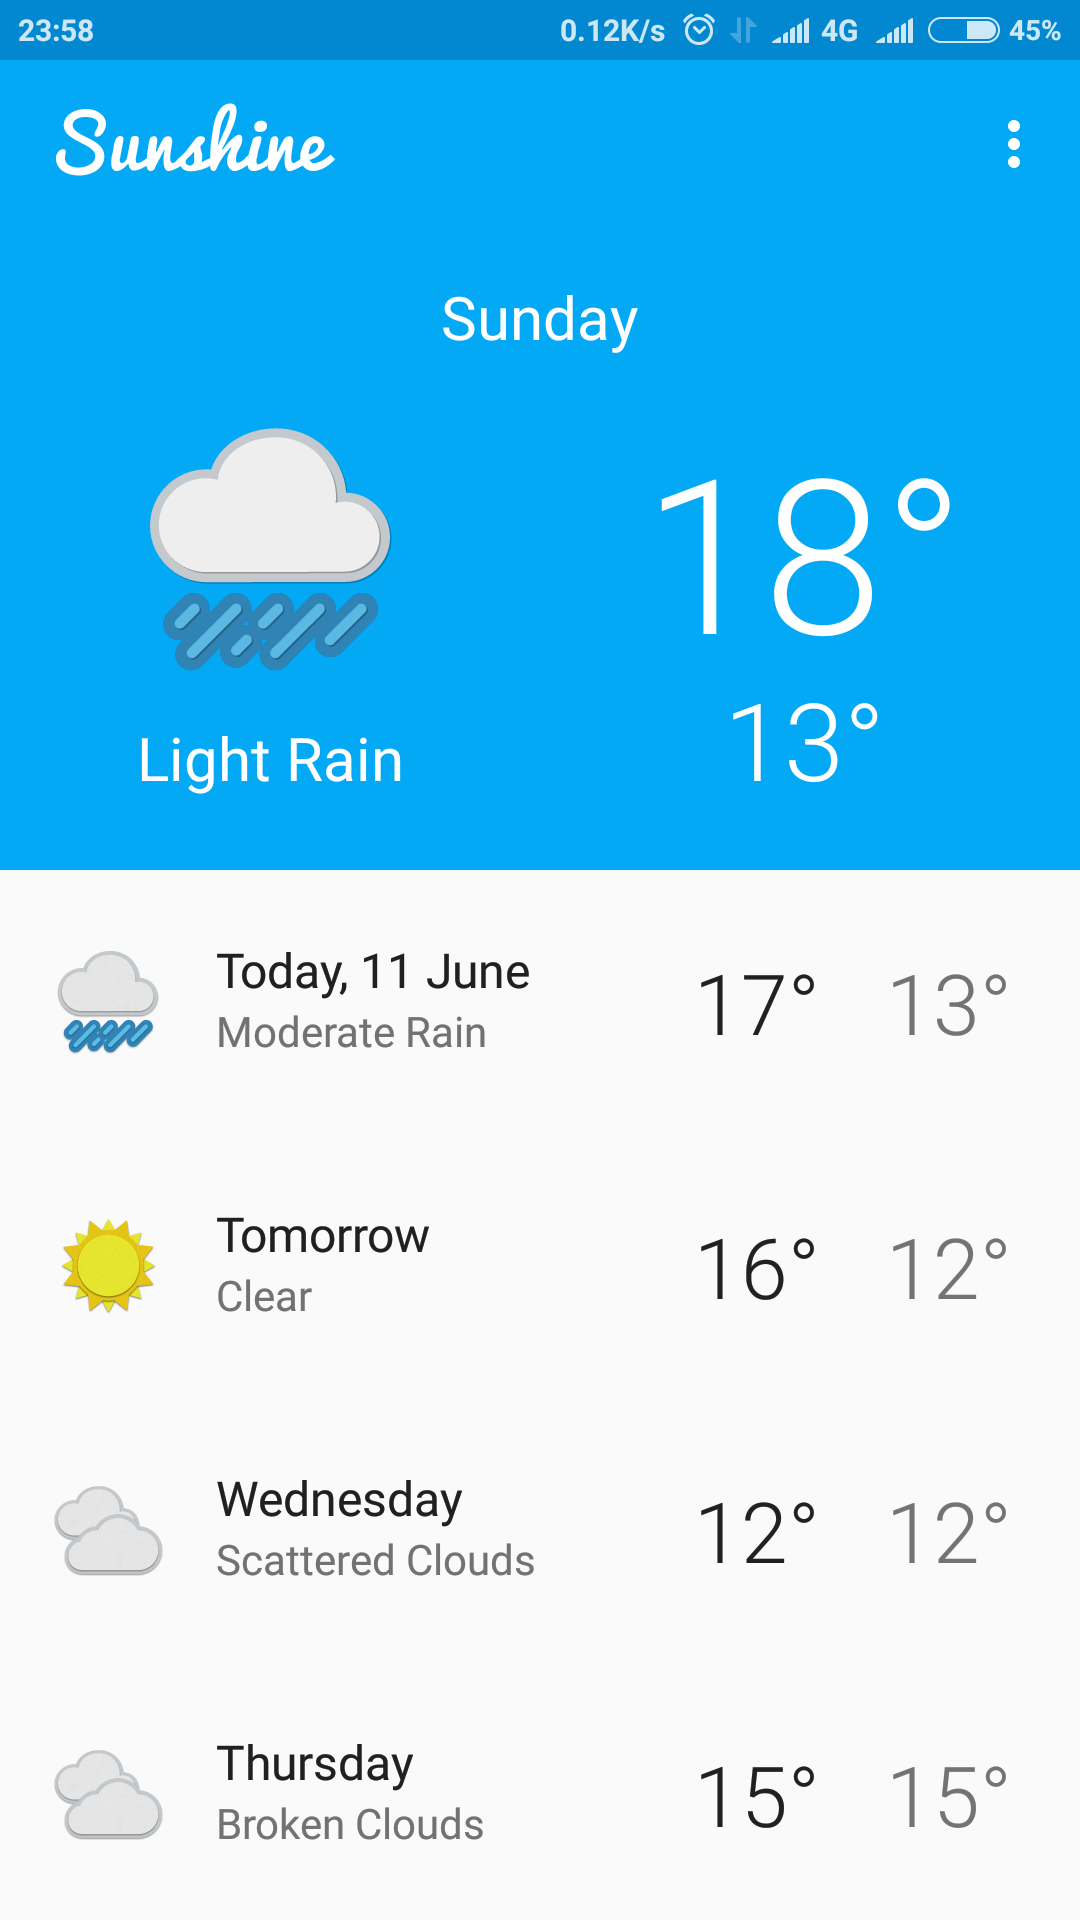 23:58 0.12K/s 4G 45%
Sunshine
Sunday
18°
13°
Light Rain
Today, 11 June
Moderate Rain
17° 13°
Tomorrow
Clear
16° 12°
Wednesday
Scattered Clouds
12° 12°
Thursday
Broken Clouds
15° 15°